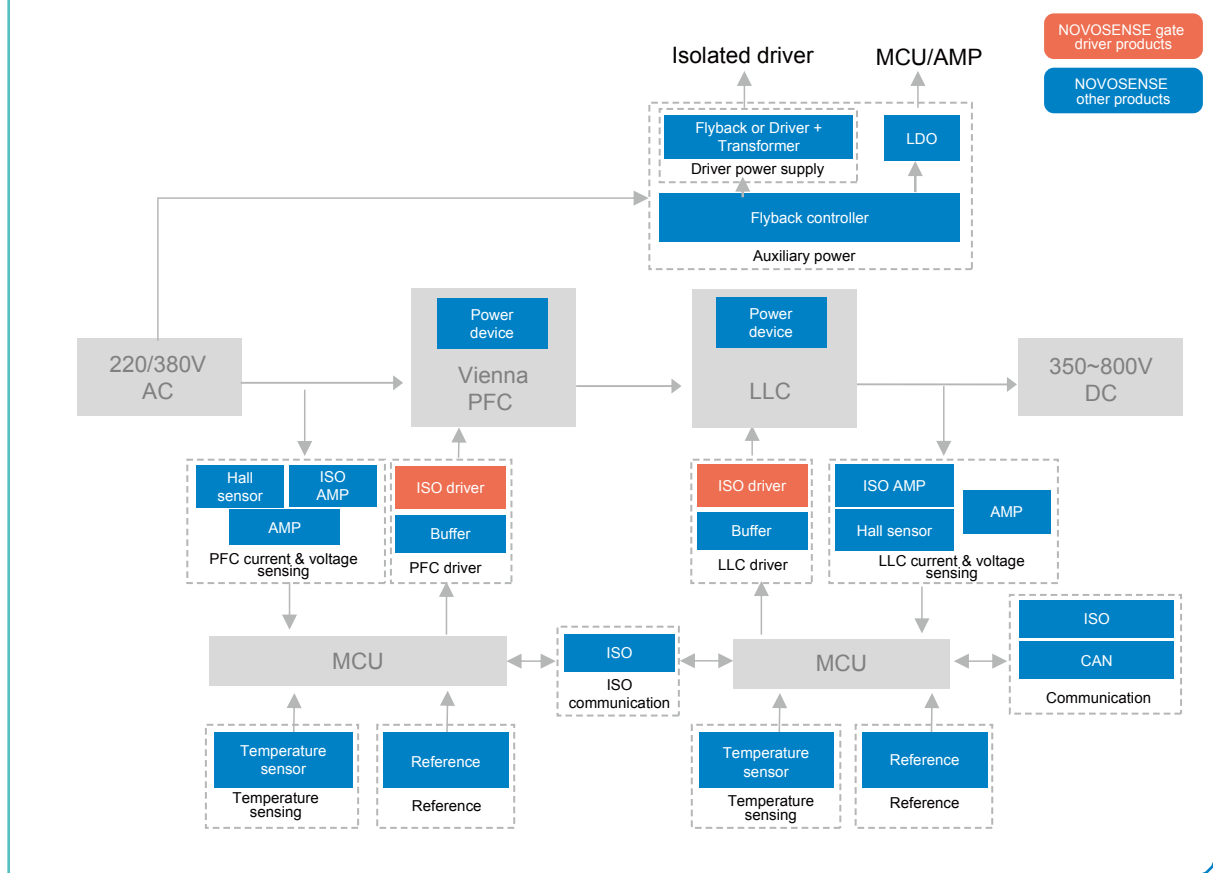 NOVOSENSE gate
driver products
NOVOSENSE
other products
Isolated driver
MCU/AMP
Flyback or Driver +
Transformer
Driver power supply
LDO
Flyback controller
Auxiliary power
220/380V
AC
Power
device
Vienna
PFC
Power
device
LLC
350~800V
DC
Hall
sensor
ISO
AMP
AMP
PFC current & voltage
sensing
ISO driver
Buffer
PFC driver
ISO driver
Buffer
LLC driver
ISO AMP
Hall sensor
AMP
LLC current & voltage
sensing
MCU
ISO
ISO
communication
MCU
ISO
CAN
Communication
Temperature
sensor
Temperature
sensing
Reference
Reference
Temperature
sensor
Temperature
sensing
Reference
Reference